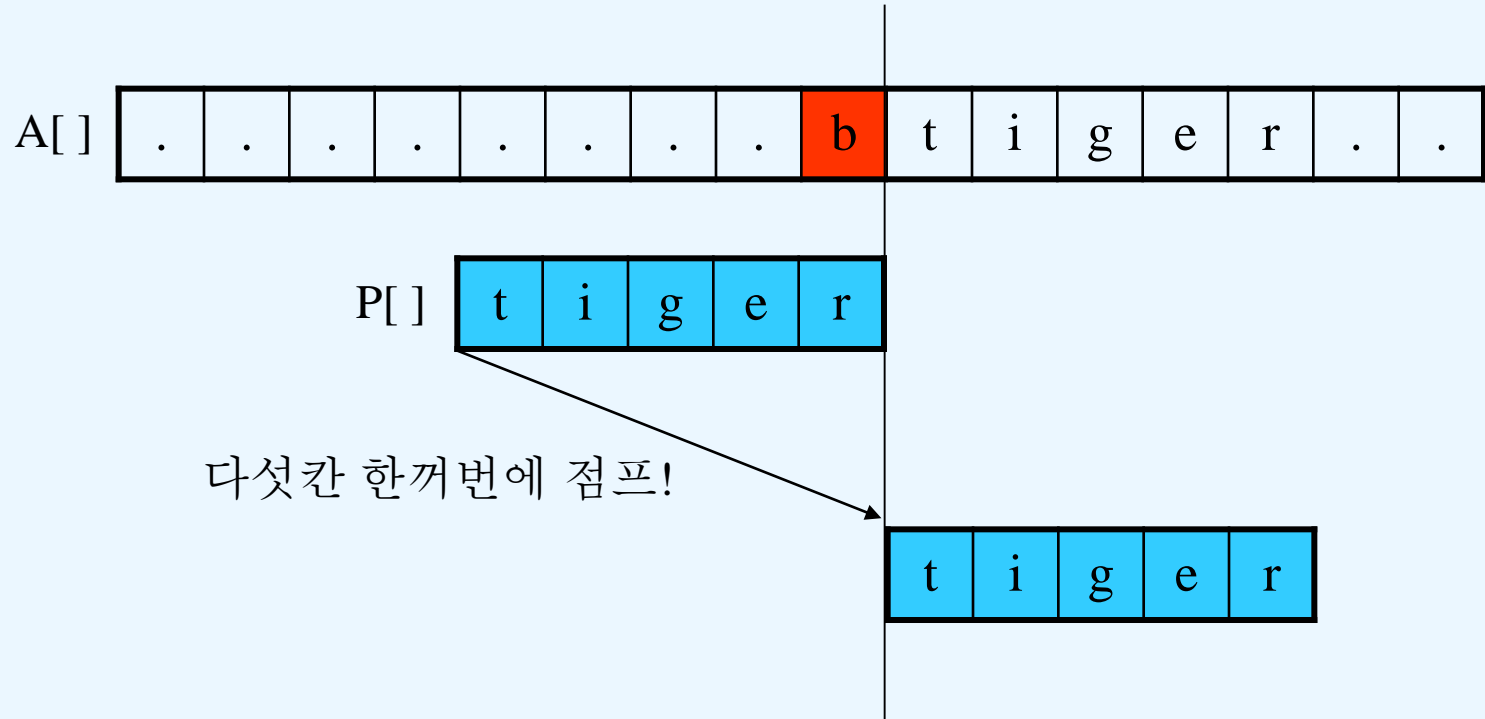 A[ ] . . . . . . . . b t i g e r . .
P[ ] t i g e r
다섯칸 한꺼번에 점프!
t i g e r